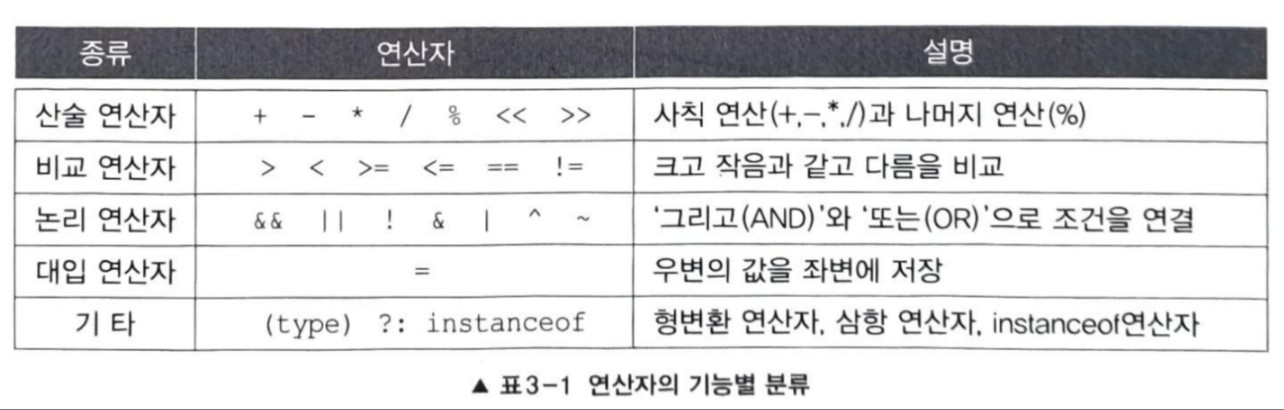 종류 연산자 설명
산술 연산자 + - * / % << >> 사칙 연산(+,-,*,/)과 나머지 연산(%)
비교 연산자 > < >= <= == != 크고 작음과 같고 다름을 비교
논리 연산자 && || ! & | ^ ~ '그리고(AND)'와 '또는(OR)'으로 조건을 연결
대입 연산자 = 우변의 값을 좌변에 저장
기 타 (type) ?: instanceof 형변환 연산자, 삼항 연산자, instanceof연산자
▲ 표3-1 연산자의 기능별 분류